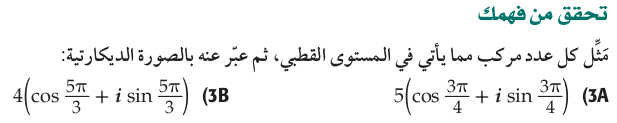 تحقق من فهمك
مَثِّل كل عدد مركب مما يأتي في المستوى القطبي، ثم عبّر عنه بالصورة الديكارتية:
(3A 5(cos 3π/4 + i sin 3π/4) (3B 4(cos 5π/3 + i sin 5π/3)